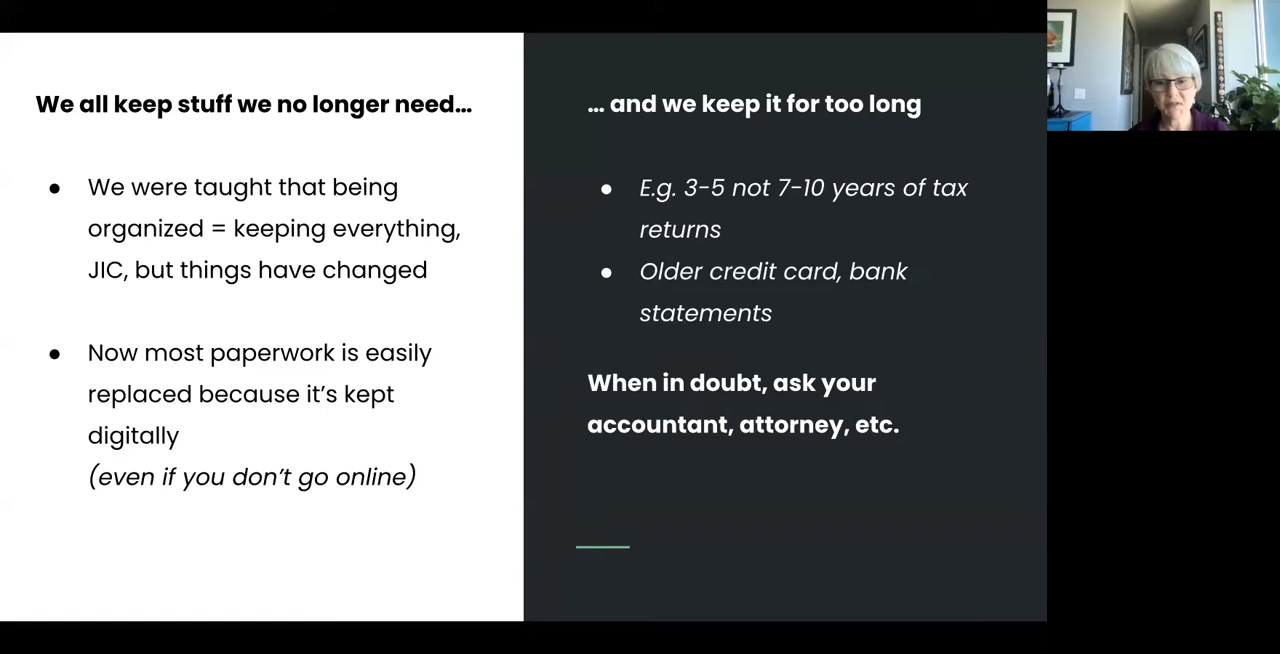 We all keep stuff we no longer need…
● We were taught that being
organized = keeping everything,
JIC, but things have changed
● Now most paperwork is easily
replaced because it’s kept
digitally
(even if you don’t go online)
… and we keep it for too long
● E.g. 3-5 not 7-10 years of tax
returns
● Older credit card, bank
statements
When in doubt, ask your
accountant, attorney, etc.